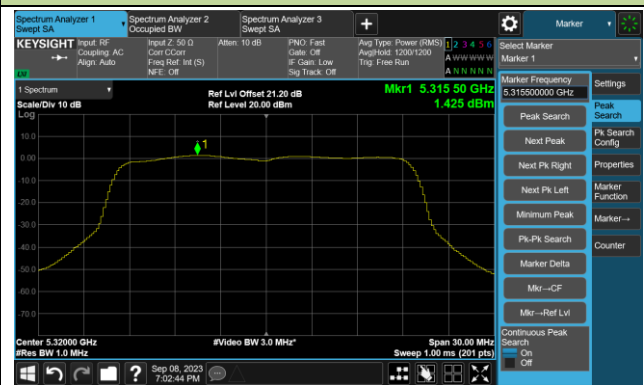 Spectrum Analyzer 1
Swept SA
Spectrum Analyzer 2
Occupied BW
Spectrum Analyzer 3
Swept SA
Marker
KEYSIGHT
Input: RF
Coupling: AC
Align: Auto
Input Z: 50 Ω
Corr CCorr
Freq Ref: Int (S)
NFE: Off
Atten: 10 dB
PNO: Fast
Gate: Off
IF Gain: Low
Sig Track: Off
Avg Type: Power (RMS)
Avg|Hold: 1200/1200
Trig: Free Run
1 2 3 4 5 6
A W W W W W
A N N N N N
Select Marker
Marker 1
1 Spectrum
Scale/Div 10 dB
Log
Ref Lvl Offset 21.20 dB
Ref Level 20.00 dBm
Mkr1 5.315 50 GHz
1.425 dBm
1
10.0
0.00
-10.0
-20.0
-30.0
-40.0
-50.0
-60.0
-70.0
Center 5.32000 GHz
#Res BW 1.0 MHz
#Video BW 3.0 MHz*
Span 30.00 MHz
Sweep 1.00 ms (201 pts)
Marker Frequency
5.315500000 GHz
Peak Search
Next Peak
Next Pk Right
Next Pk Left
Minimum Peak
Pk-Pk Search
Marker Delta
Mkr→CF
Mkr→Ref Lvl
Continuous Peak
Search
On
Off
Settings
Peak
Search
Pk Search
Config
Properties
Marker
Function
Marker→
Counter
?
Sep 08, 2023
7:02:44 PM